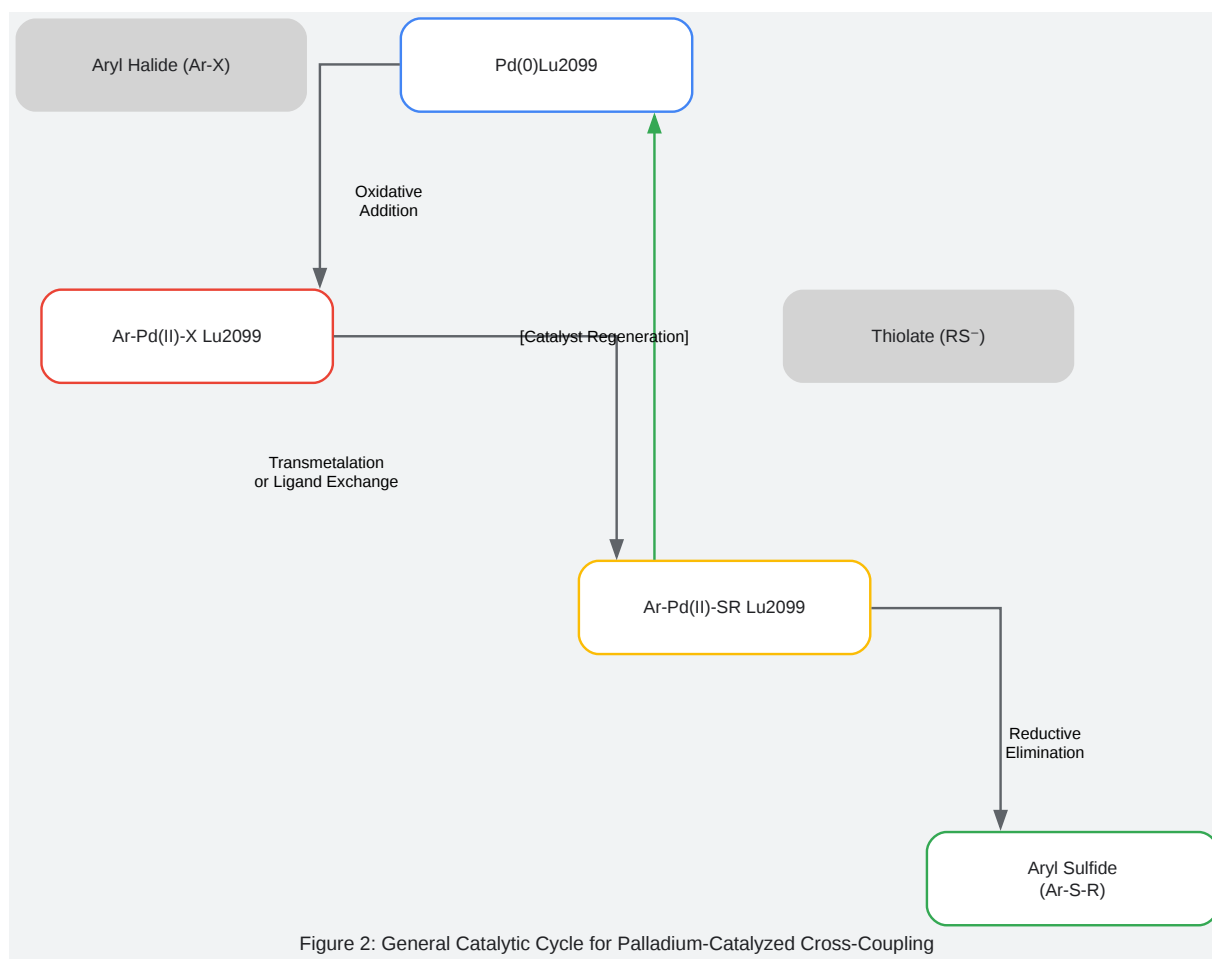 Aryl Halide (Ar-X)
Pd(0)Lu2099
Oxidative
Addition
Ar-Pd(II)-X Lu2099
[Catalyst Regeneration]
Thiolate (RS⁻)
Transmetalation
or Ligand Exchange
Ar-Pd(II)-SR Lu2099
Reductive
Elimination
Aryl Sulfide
(Ar-S-R)
Figure 2: General Catalytic Cycle for Palladium-Catalyzed Cross-Coupling